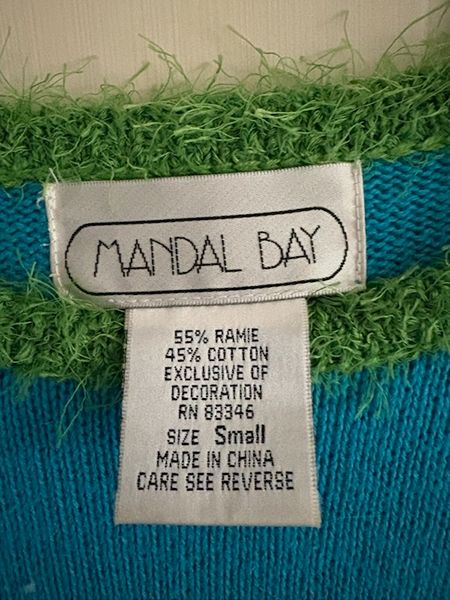 MANDAL BAY
55% RAMIE
45% COTTON
EXCLUSIVE OF
DECORATION
RN 83346
SIZE Small
MADE IN CHINA
CARE SEE REVERSE